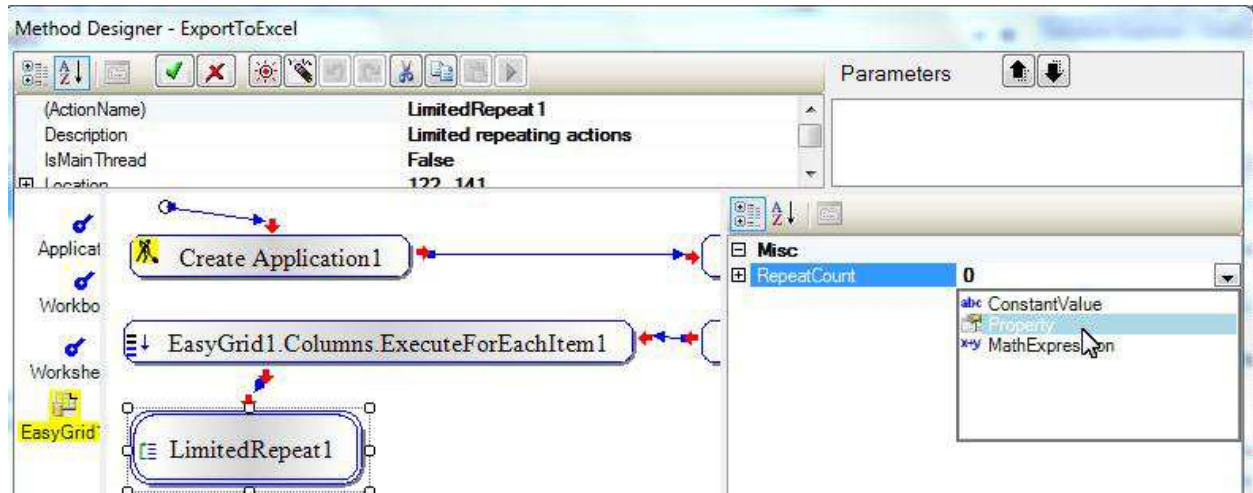 Method Designer - ExportToExcel
Parameters
(ActionName) LimitedRepeat1
Description Limited repeating actions
IsMainThread False
Location 122, 141
Applicat
Create Application1
Misc
RepeatCount 0
abc ConstantValue
Workbo
Property
x+y MathExpression
EasyGrid1.Columns.ExecuteForEachItem1
Workshe
EasyGrid1
LimitedRepeat1